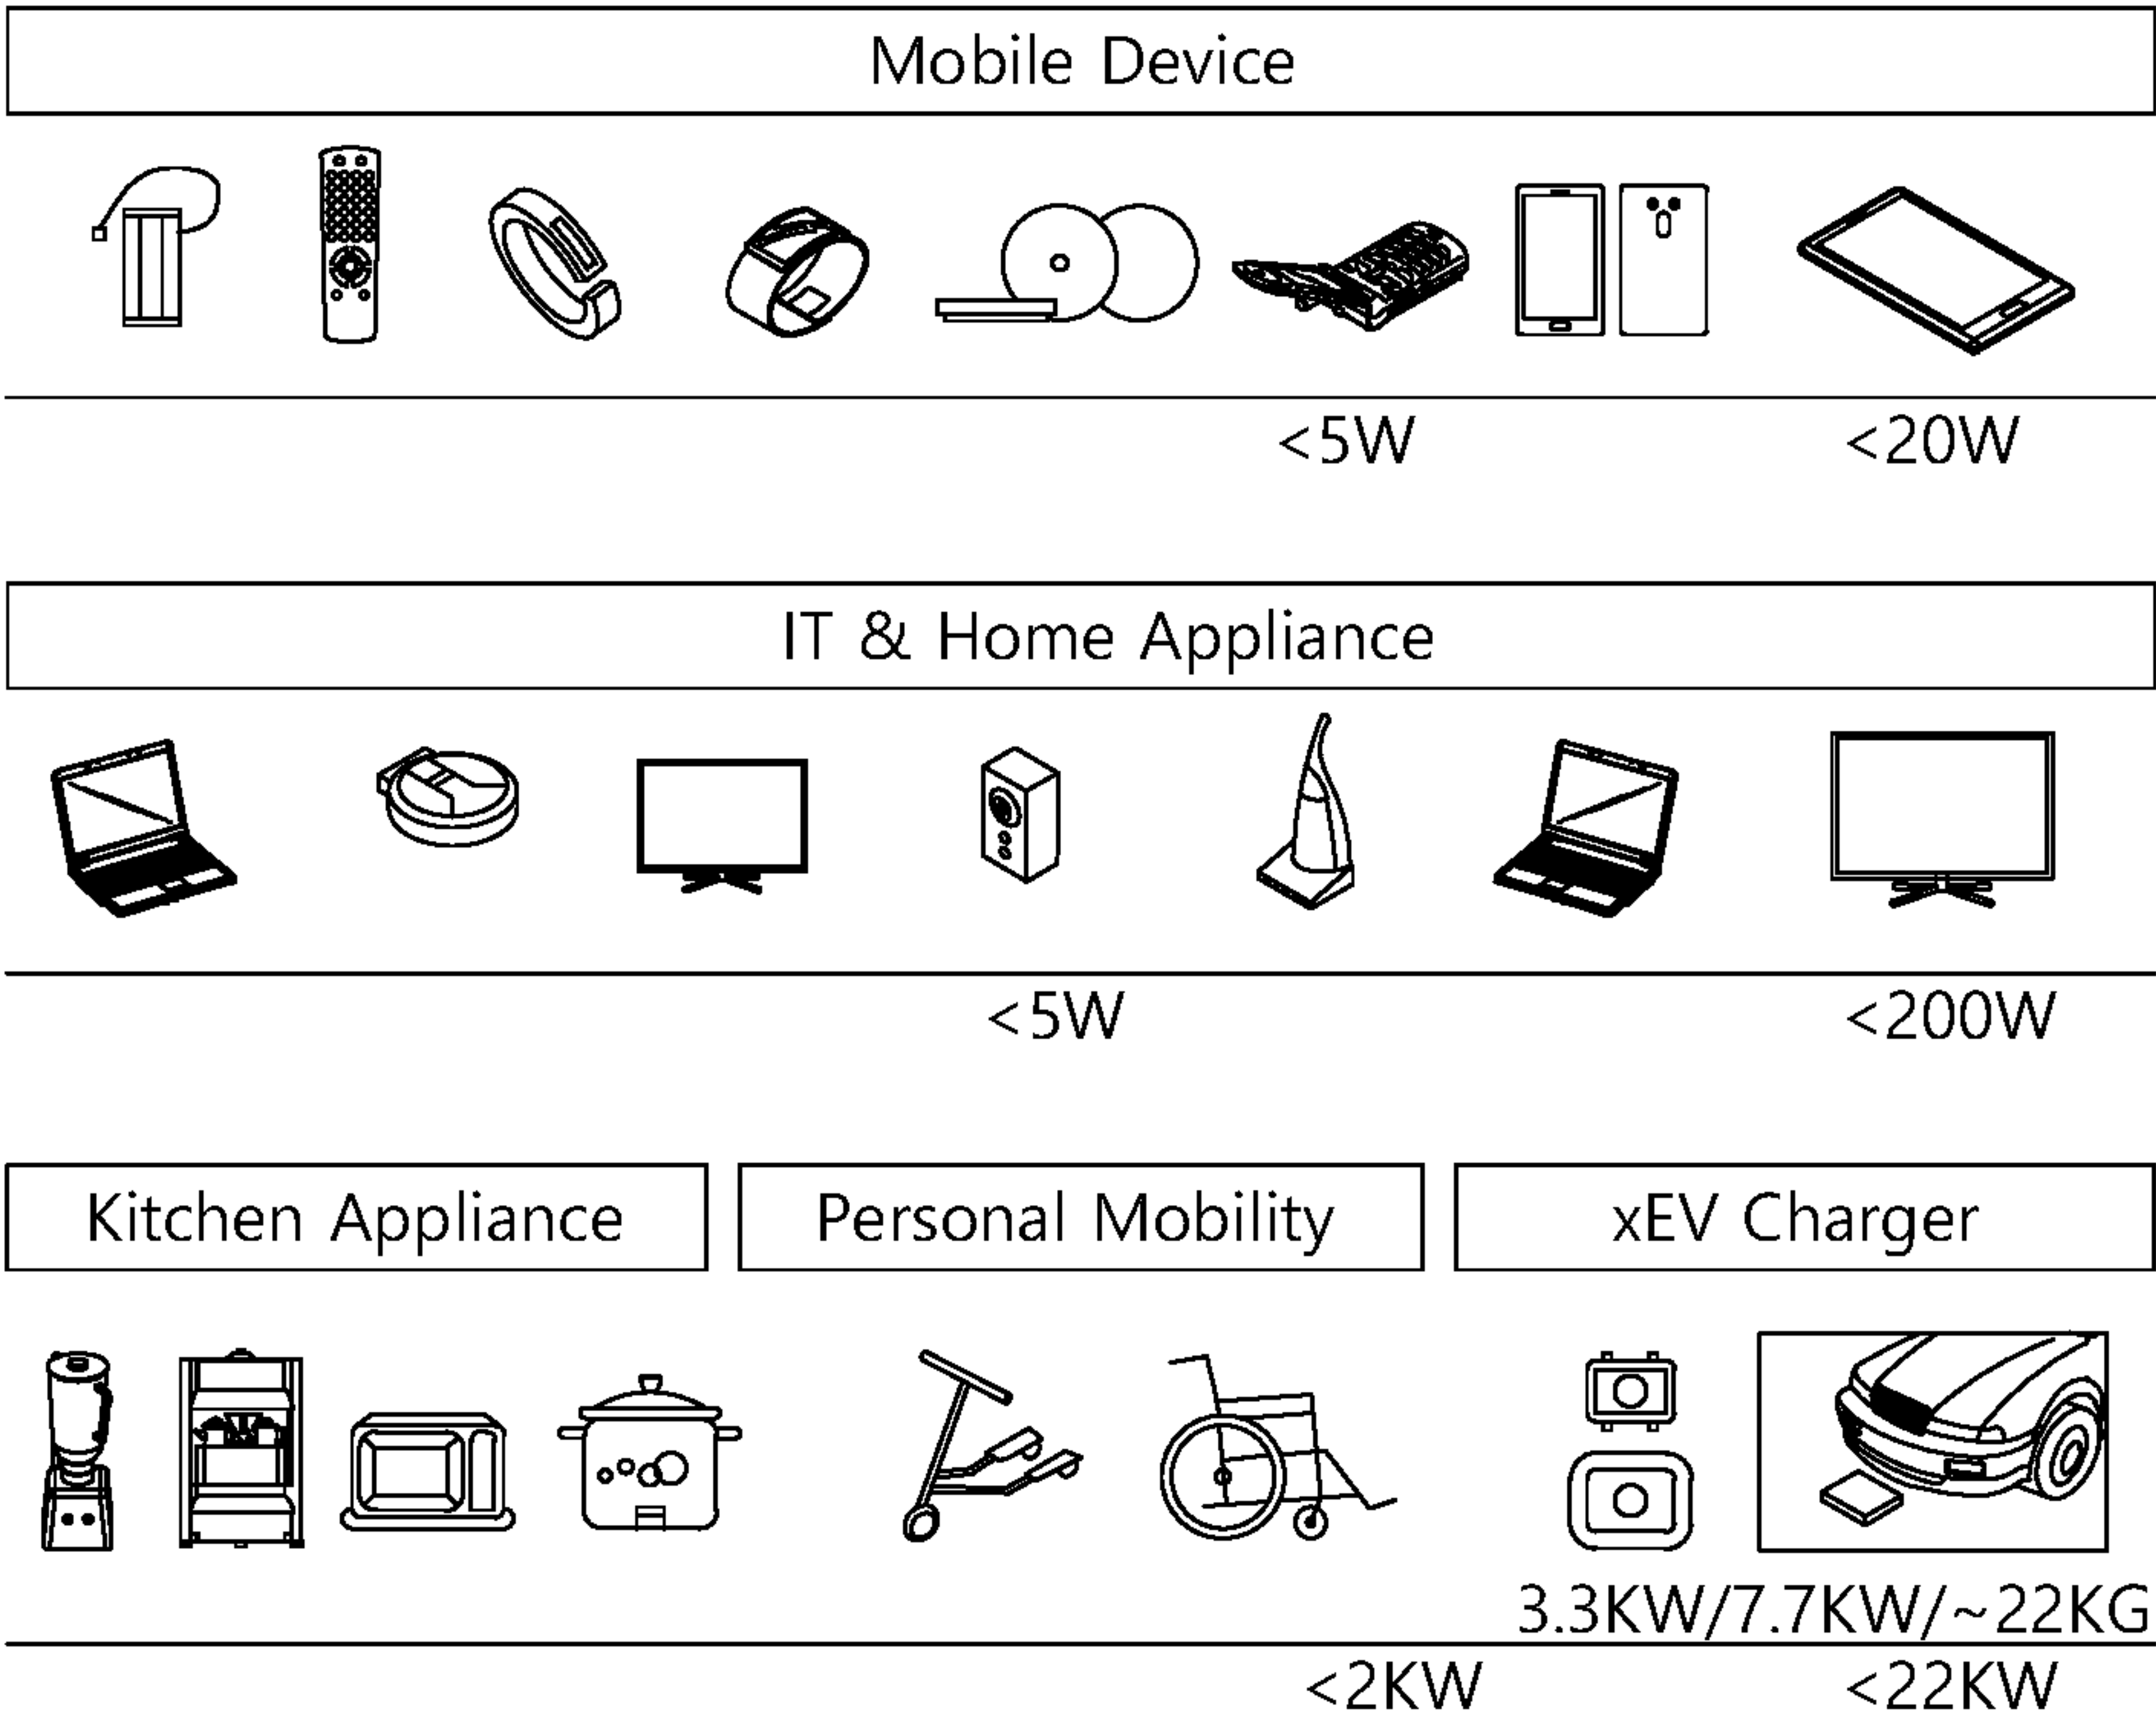 Mobile Device
<5W <20W
IT & Home Appliance
<5W <200W
Kitchen Appliance Personal Mobility xEV Charger
3.3KW/7.7KW/~22KG
<2KW <22KW